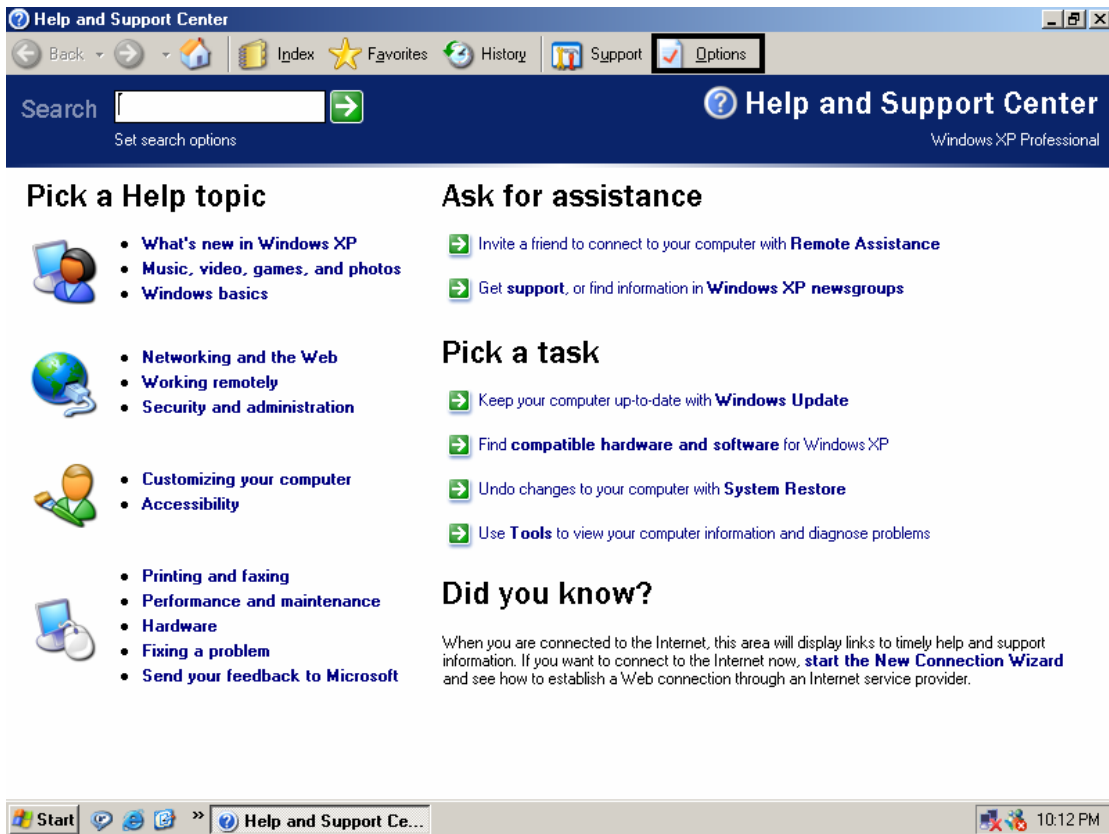 Help and Support Center
Back Index Favorites History Support Options
Search
Set search options
Help and Support Center
Windows XP Professional
Pick a Help topic
What's new in Windows XP
Music, video, games, and photos
Windows basics
Networking and the Web
Working remotely
Security and administration
Customizing your computer
Accessibility
Printing and faxing
Performance and maintenance
Hardware
Fixing a problem
Send your feedback to Microsoft
Ask for assistance
Invite a friend to connect to your computer with Remote Assistance
Get support, or find information in Windows XP newsgroups
Pick a task
Keep your computer up-to-date with Windows Update
Find compatible hardware and software for Windows XP
Undo changes to your computer with System Restore
Use Tools to view your computer information and diagnose problems
Did you know?
When you are connected to the Internet, this area will display links to timely help and support
information. If you want to connect to the Internet now, start the New Connection Wizard
and see how to establish a Web connection through an Internet service provider.
Start » Help and Support Ce... 10:12 PM